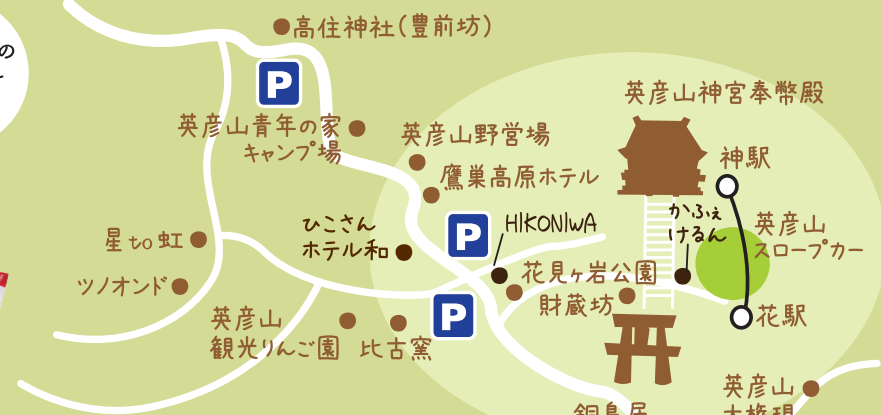 の
高住神社(豊前坊)
P
英彦山神宮奉幣殿
英彦山青年の家
キャンプ場
英彦山野営場
神駅
鷹巣高原ホテル
かふぇ
けるん
ひこさん
ホテル和
P
HIKONIWA
英彦山
スロープカー
星to虹
花見ヶ岩公園
ツノオンド
財蔵坊
P
花駅
英彦山
観光りんご園
比古窯
英彦山
銅鳥居